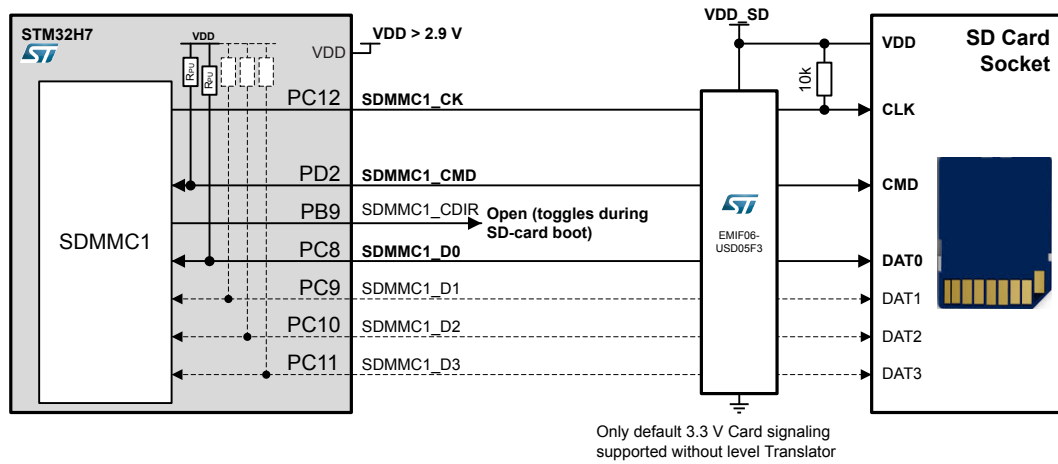 STM32H7
VDD
VDD
VDD > 2.9 V
VDD_SD
VDD
SD Card
Socket
RPU
RPU
10k
PC12
SDMMC1_CK
CLK
PD2
SDMMC1_CMD
CMD
PB9
SDMMC1_CDIR
Open (toggles during
SD-card boot)
SDMMC1
EMIF06-
USD05F3
PC8
SDMMC1_D0
DAT0
PC9
SDMMC1_D1
DAT1
PC10
SDMMC1_D2
DAT2
PC11
SDMMC1_D3
DAT3
Only default 3.3 V Card signaling
supported without level Translator